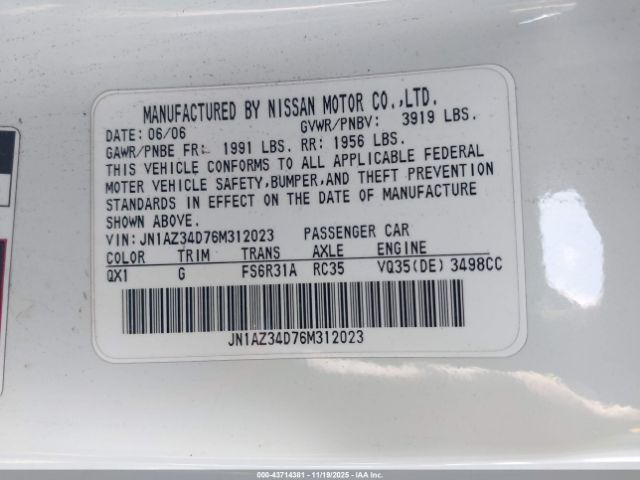 MANUFACTURED BY NISSAN MOTOR CO.,LTD.
DATE: 06/06 GVWR/PNBV: 3919 LBS.
GAWR/PNBE FR: 1991 LBS. RR: 1956 LBS.
THIS VEHICLE CONFORMS TO ALL APPLICABLE FEDERAL
MOTER VEHICLE SAFETY,BUMPER,AND THEFT PREVENTION
STANDARDS IN EFFECT ON THE DATE OF MANUFACTURE
SHOWN ABOVE.
VIN: JN1AZ34D76M312023 PASSENGER CAR
COLOR TRIM TRANS AXLE ENGINE
QX1 G FS6R31A RC35 VQ35(DE) 3498CC
JN1AZ34D76M312023
000-43714381 - 11/19/2025 - IAA Inc.